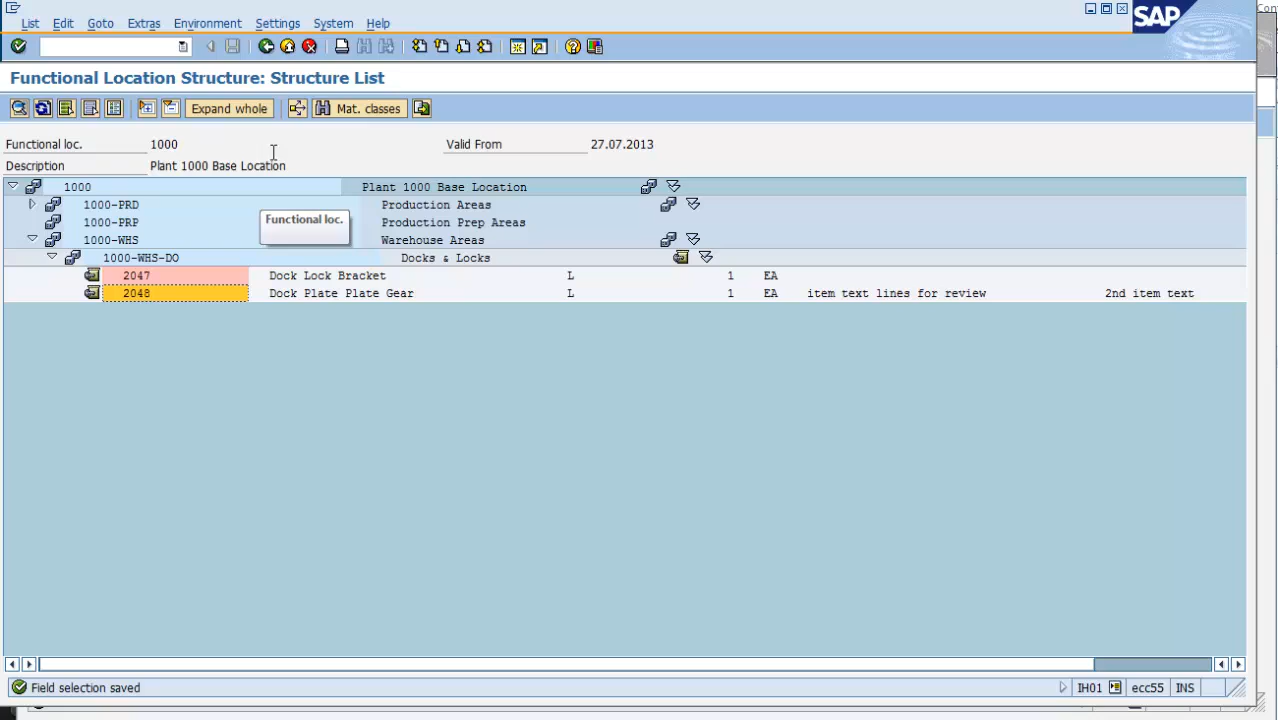 List Edit Goto Extras Environment Settings System Help
SAP
Functional Location Structure: Structure List
Expand whole Mat. classes
Functional loc. 1000 Valid From 27.07.2013
Description Plant 1000 Base Location
1000 Plant 1000 Base Location
1000-PRD Production Areas
1000-PRP Production Prep Areas
Functional loc.
1000-WHS Warehouse Areas
1000-WHS-DO Docks & Locks
2047 Dock Lock Bracket L 1 EA
2048 Dock Plate Plate Gear L 1 EA item text lines for review 2nd item text
Field selection saved IH01 ecc55 INS